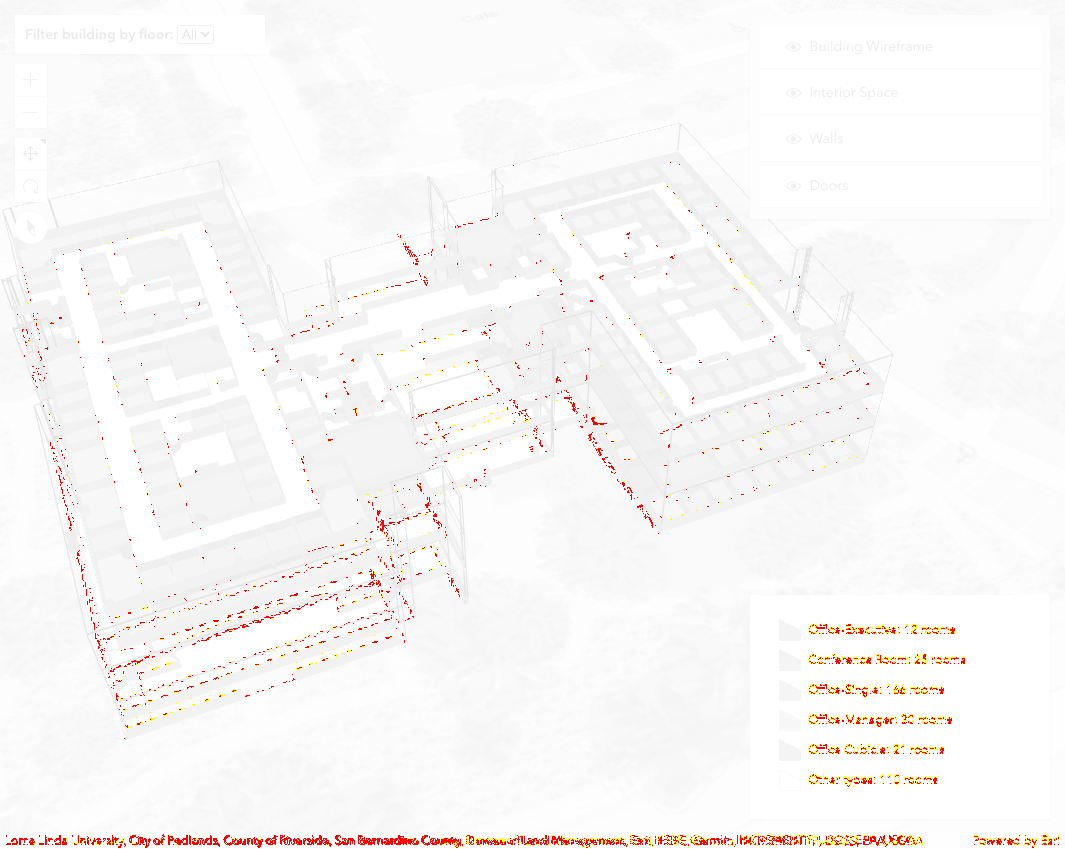 Filter building by floor: All
Building Wireframe
Interior Space
Walls
Doors
Office-Executive: 12 rooms
Conference Room: 25 rooms
Office-Single: 166 rooms
Office-Manager: 30 rooms
Office Cubicle: 21 rooms
Other types: 110 rooms
Loma Linda University, City of Redlands, County of Riverside, San Bernardino County, Bureau of Land Management, Esri, HERE, Garmin, INCREMENT P, USGS, EPA, USDA
Powered by Esri